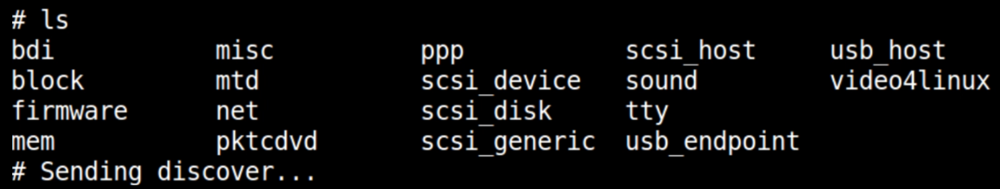 # ls
bdi misc ppp scsi_host usb_host
block mtd scsi_device sound video4linux
firmware net scsi_disk tty
mem pktcdvd scsi_generic usb_endpoint
# Sending discover...